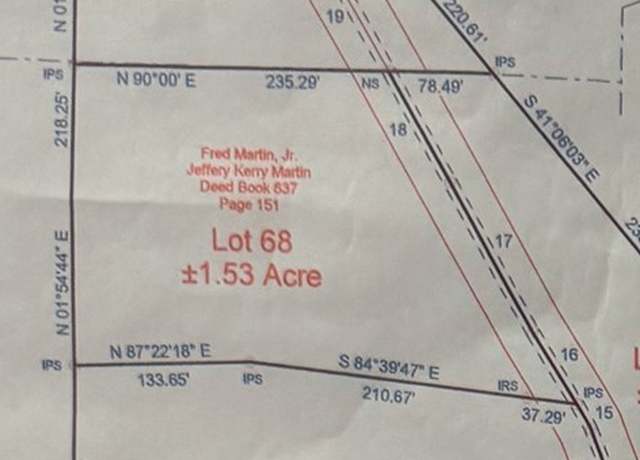 N 01
19
220.61'
IPS
IPS
N 90°00' E
235.29'
NS
78.49'
218.25'
18
S 41°06'03" E
Fred Martin, Jr.
Jeffery Kerry Martin
Deed Book 637
Page 151
Lot 68
±1.53 Acre
17
23
N 01°54'44" E
N 87°22'18" E
S 84°39'47" E
16
IPS
133.65'
IPS
210.67'
IRS
IPS
37.29'
15
L